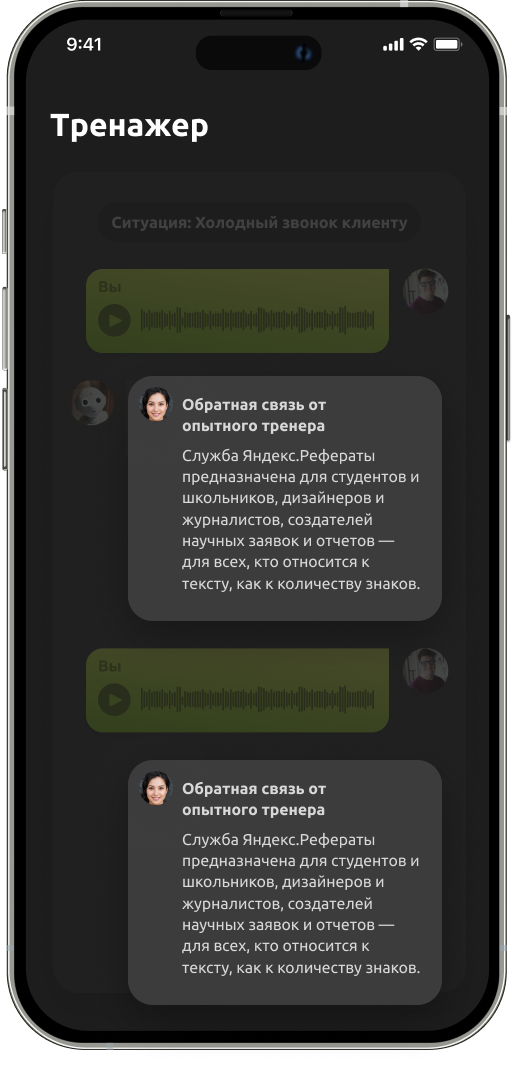 9:41
Тренажер
Ситуация: Холодный звонок клиенту
Вы
Обратная связь от
опытного тренера
Служба Яндекс.Рефераты
предназначена для студентов и
школьников, дизайнеров и
журналистов, создателей
научных заявок и отчетов —
для всех, кто относится к
тексту, как к количеству знаков.
Вы
Обратная связь от
опытного тренера
Служба Яндекс.Рефераты
предназначена для студентов и
школьников, дизайнеров и
журналистов, создателей
научных заявок и отчетов —
для всех, кто относится к
тексту, как к количеству знаков.